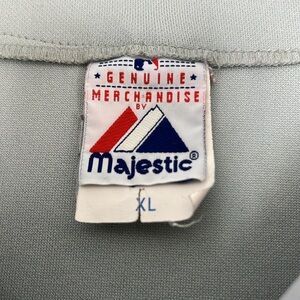 ★ GENUINE ★
MERCHANDISE
BY
Majestic®
XL